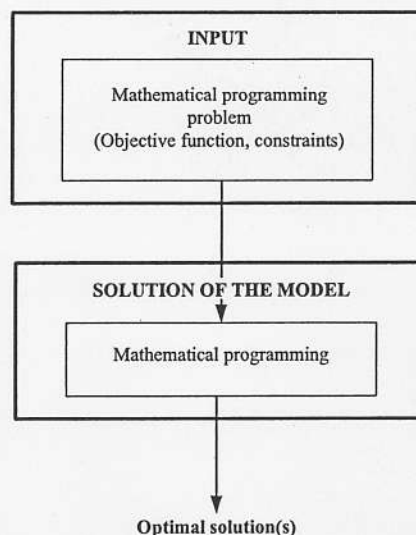 INPUT
Mathematical programming
problem
(Objective function, constraints)
SOLUTION OF THE MODEL
Mathematical programming
Optimal solution(s)